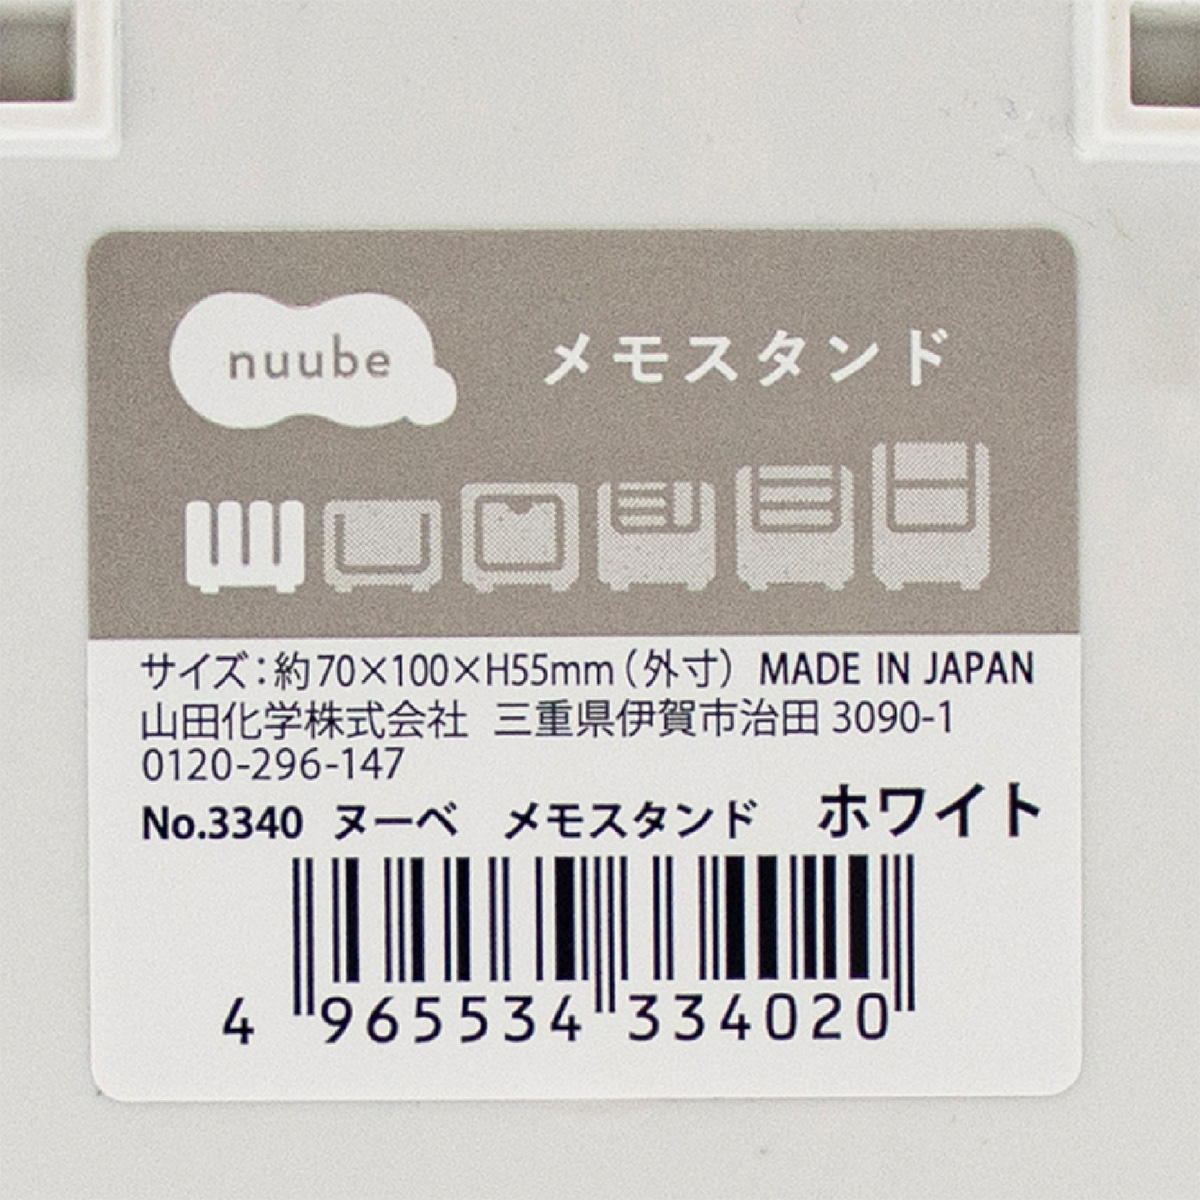 nuube メモスタンド
サイズ：約70×100×H55mm（外寸） MADE IN JAPAN
山田化学株式会社 三重県伊賀市治田 3090-1
0120-296-147
No.3340 ヌーベ メモスタンド ホワイト
4 965534 334020